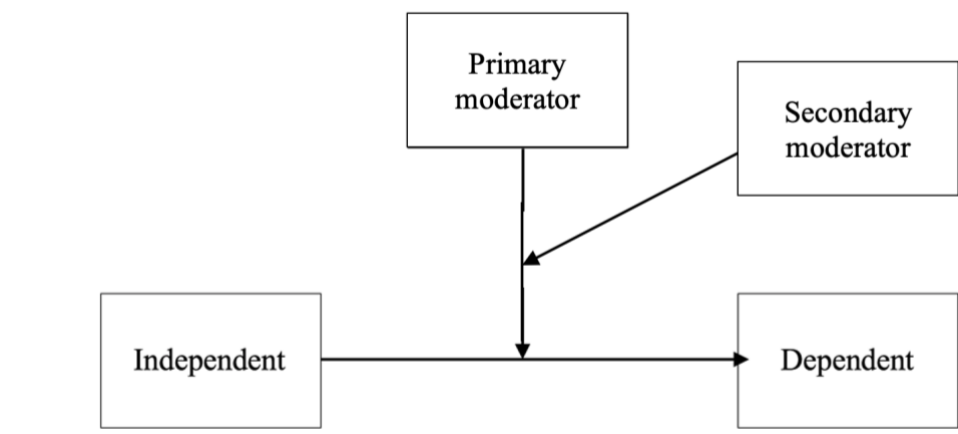 Primary
moderator
Secondary
moderator
Independent
Dependent